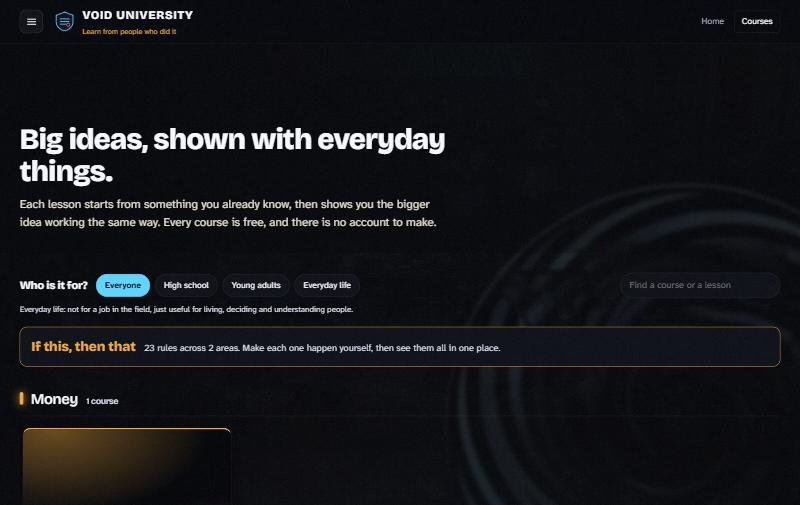 VOID UNIVERSITY
Learn from people who did it
Home
Courses
Big ideas, shown with everyday
things.
Each lesson starts from something you already know, then shows you the bigger
idea working the same way. Every course is free, and there is no account to make.
Who is it for?
Everyone
High school
Young adults
Everyday life
Find a course or a lesson
Everyday life: not for a job in the field, just useful for living, deciding and understanding people.
If this, then that
23 rules across 2 areas. Make each one happen yourself, then see them all in one place.
Money
1 course